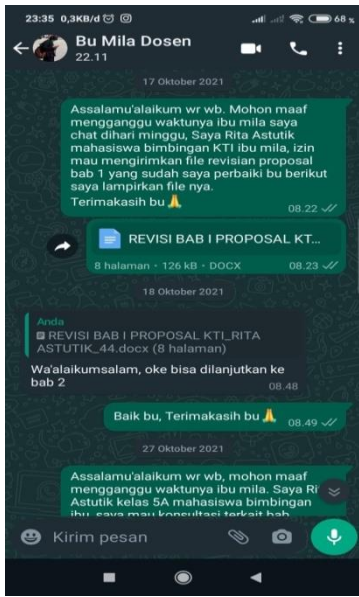 23:35 0,3KB/d 68 %
Bu Mila Dosen
22.11
17 Oktober 2021
Assalamu'alaikum wr wb. Mohon maaf
mengganggu waktunya ibu mila saya
chat dihari minggu, Saya Rita Astutik
mahasiswa bimbingan KTI ibu mila, izin
mau mengirimkan file revisian proposal
bab 1 yang sudah saya perbaiki bu berikut
saya lampirkan file nya.
Terimakasih bu🙏
08.22
REVISI BAB I PROPOSAL KT...
8 halaman • 126 kB • DOCX 08.23
18 Oktober 2021
Anda
REVISI BAB I PROPOSAL KTI_RITA
ASTUTIK_44.docx (8 halaman)
Wa'alaikumsalam, oke bisa dilanjutkan ke
bab 2
08.48
Baik bu, Terimakasih bu🙏 08.49
27 Oktober 2021
Assalamu'alaikum wr wb, mohon maaf
mengganggu waktunya ibu mila. Saya Ri
Astutik kelas 5A mahasiswa bimbingan
ibu, saya mau konsultasi terkait bab
Kirim pesan